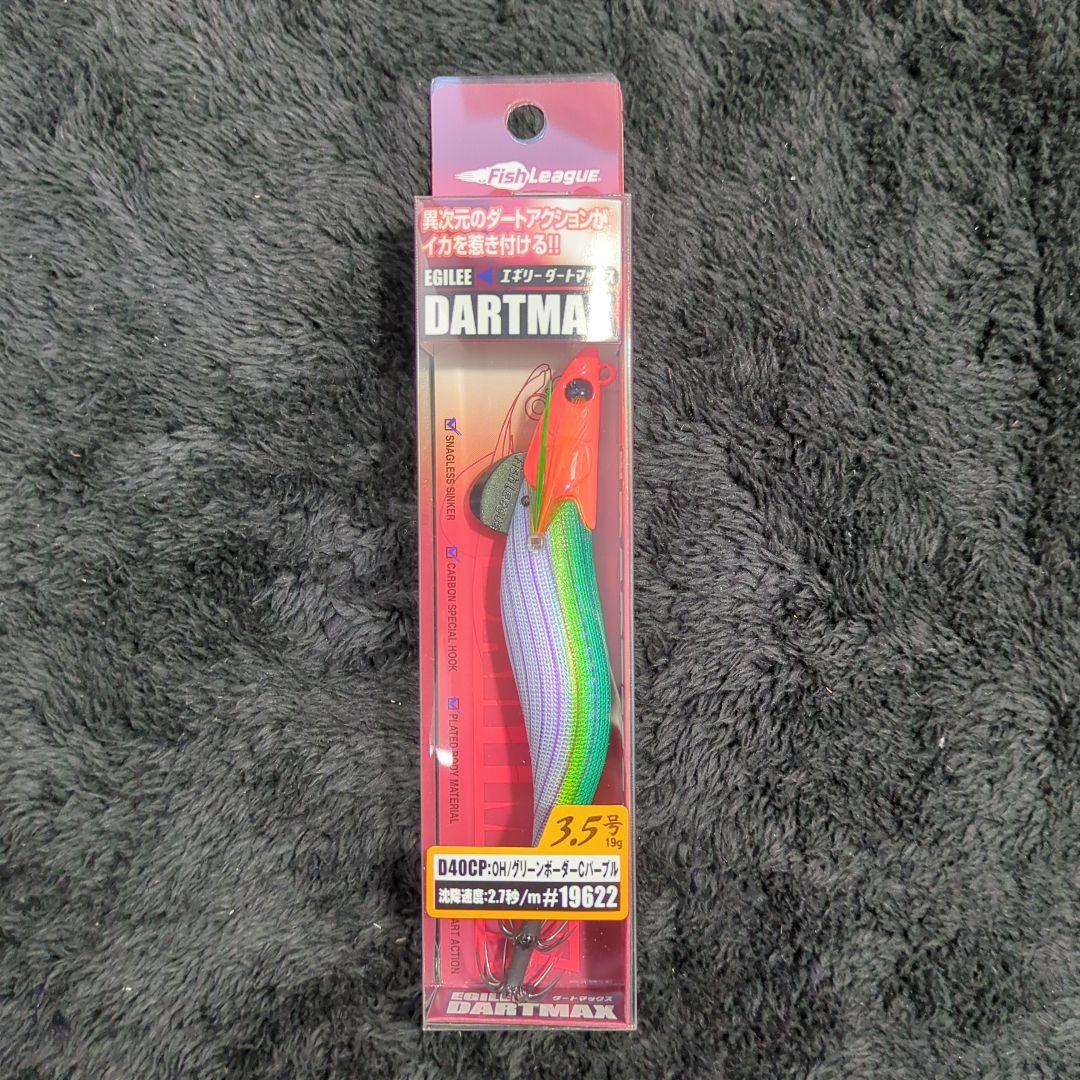 FishLeague
異次元のダートアクションが
イカを惹き付ける!!
EGILEE エギリーダートマックス
DARTMAX
SNAGLESS SINKER
CARBON SPECIAL HOOK
PLATED BODY MATERIAL
ART ACTION
3.5号
19g
D40CP:OH/グリーンボーダーCパープル
沈降速度:2.7秒/m #19622
EGILEE ダートマックス
DARTMAX